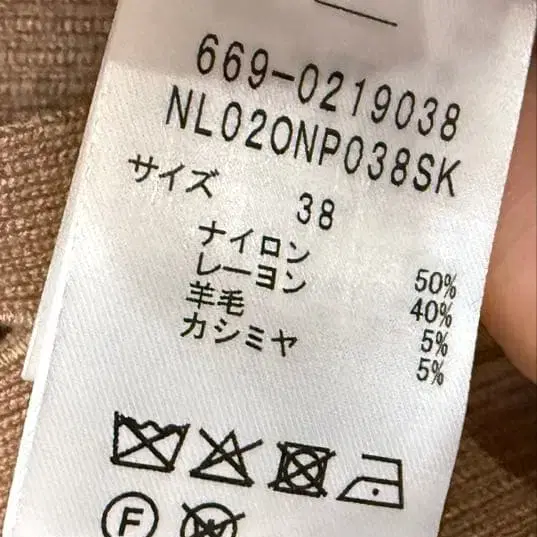 669-0219038
NL02ONP038SK
サイズ 38
ナイロン 50%
レーヨン 40%
羊毛 5%
カシミヤ 5%
F
W